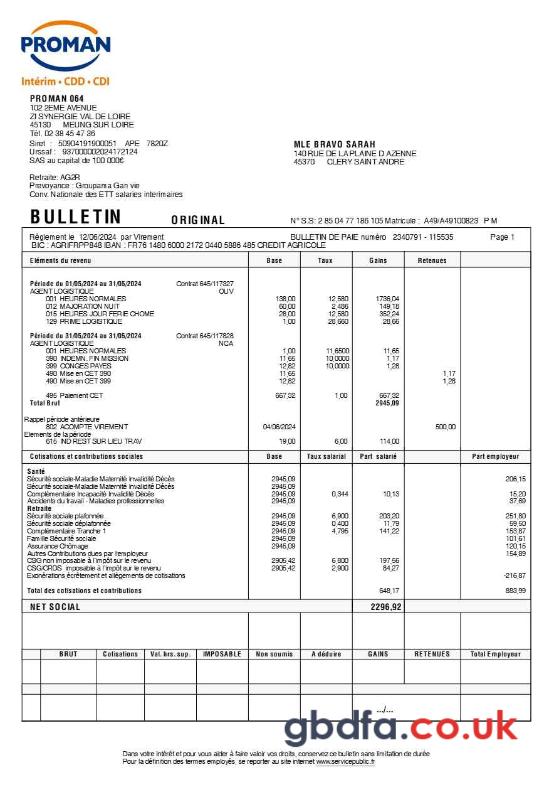 PROMAN
Intérim • CDD • CDI
PROMAN 064
102 2EME AVENUE
ZI SYNERGIE VAL DE LOIRE
45130 MEUNG SUR LOIRE
Tél. 02 38 45 47 36
Siret : 50904191900051 APE 7820Z
Urssaf : 937000002024172124
SAS au capital de 100 000€
MLE BRAVO SARAH
140 RUE DE LA PLAINE D AZENNE
45370 CLERY SAINT ANDRE
Retraite: AG2R
Prévoyance : Groupama Gan vie
Conv. Nationales des ETT salariés intérimaires
BULLETIN ORIGINAL N° S.S: 2 85 04 77 186 105 Matricule : A49/A49100823 P M
Règlement le 12/06/2024 par Virement BULLETIN DE PAIE numéro 2340791 - 115535 Page 1
BIC : AGRIFRPP848 IBAN : FR76 1480 6000 2172 0440 5886 485 CREDIT AGRICOLE
Eléments du revenu Base Taux Gains Retenues
Période du 01/05/2024 au 31/05/2024 Contrat 645/117827
AGENT LOGISTIQUE OUV
001 HEURES NORMALES 138,00 12,580 1736,04
012 MAJORATION NUIT 60,00 2,486 149,18
015 HEURES JOUR FERIE CHOME 28,00 12,580 352,24
129 PRIME LOGISTIQUE 1,00 28,660 28,66
Période du 31/05/2024 au 31/05/2024 Contrat 645/117828
AGENT LOGISTIQUE NCA
001 HEURES NORMALES 1,00 11,6500 11,65
390 INDEMN. FIN MISSION 11,65 10,0000 1,17
399 CONGES PAYES 12,82 10,0000 1,28
490 Mise en CET 390 11,65 1,17
490 Mise en CET 399 12,82 1,28
495 Paiement CET 667,32 1,00 667,32
Total Brut 2945,09
Rappel période antérieure
802 ACOMPTE VIREMENT 04/06/2024 500,00
Eléments de la période
616 IND REST SUR LIEU TRAV 19,00 6,00 114,00
Cotisations et contributions sociales Base Taux salarial Part salarié Part employeur
Santé
Sécurité sociale-Maladie Maternité Invalidité Décès 2945,09 206,15
Sécurité sociale-Maladie Maternité Invalidité Décès 2945,09
Complémentaire Incapacité Invalidité Décès 2945,09 0,344 10,13 15,20
Accidents du travail - Maladies professionnelles 2945,09 37,69
Retraite
Sécurité sociale plafonnée 2945,09 6,900 203,20 251,80
Sécurité sociale déplafonnée 2945,09 0,400 11,79 59,50
Complémentaire Tranche 1 2945,09 4,795 141,22 153,87
Famille Sécurité sociale 2945,09 101,61
Assurance Chômage 2945,09 120,15
Autres Contributions dues par l'employeur 154,89
CSG non imposable à l'impôt sur le revenu 2905,42 6,800 197,56
CSG/CRDS imposable à l'impôt sur le revenu 2905,42 2,900 84,27
Exonérations écrêtement et allègements de cotisations -216,87
Total des cotisations et contributions 648,17 883,99
NET SOCIAL 2296,92
BRUT Cotisations Val. hrs. sup. IMPOSABLE Non soumis A déduire GAINS RETENUES Total Employeur
.../...
gbdfa.co.uk
Dans votre intérêt et pour vous aider à faire valoir vos droits, conservez ce bulletin sans limitation de durée
Pour la définition des termes employés, se reporter au site internet www.servicepublic.fr